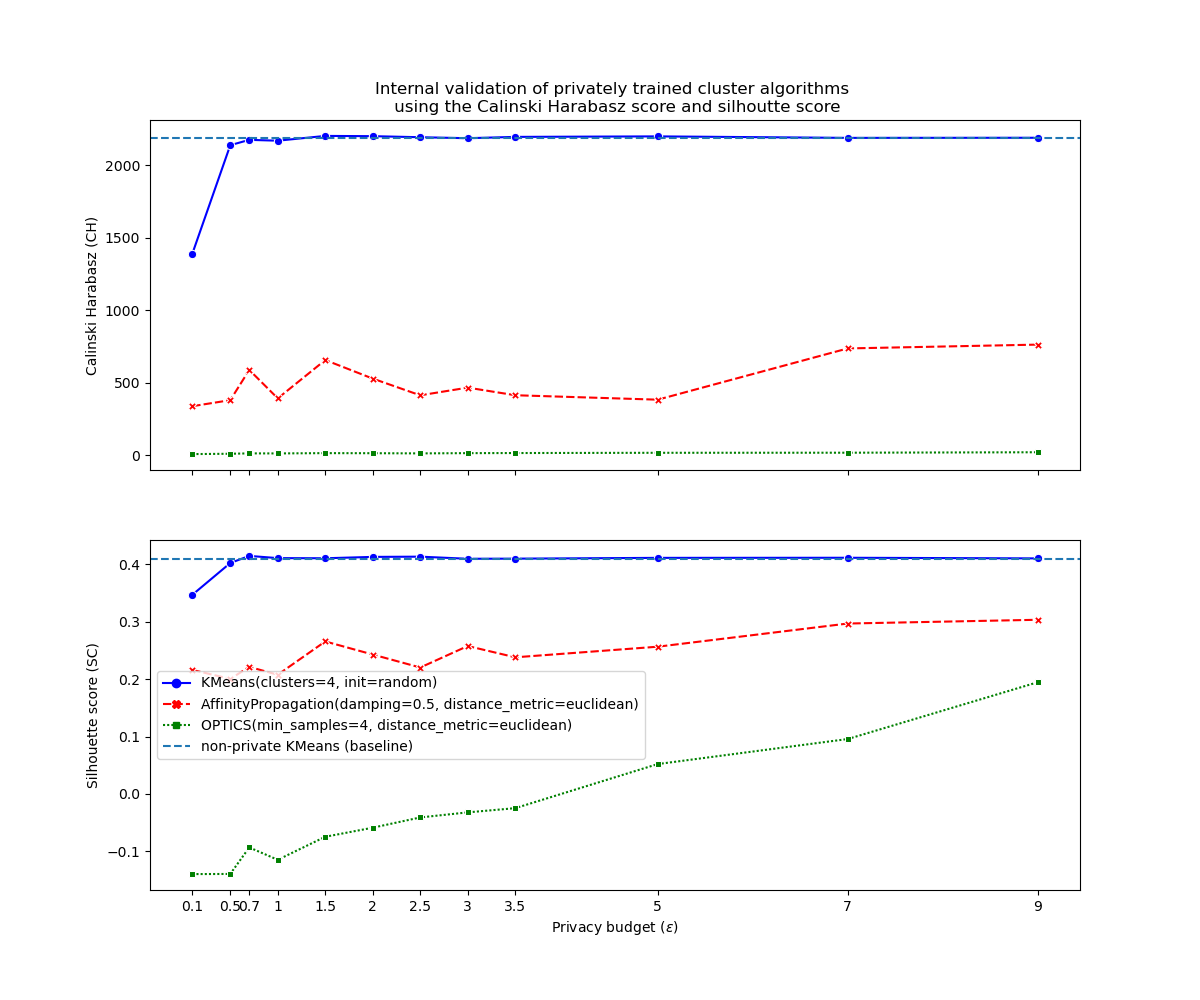 Internal validation of privately trained cluster algorithms
using the Calinski Harabasz score and silhoutte score
Calinski Harabasz (CH)
2000
1500
1000
500
0
Silhouette score (SC)
0.4
0.3
0.2
0.1
0.0
−0.1
KMeans(clusters=4, init=random)
AffinityPropagation(damping=0.5, distance_metric=euclidean)
OPTICS(min_samples=4, distance_metric=euclidean)
non-private KMeans (baseline)
0.1 0.5 0.7 1 1.5 2 2.5 3 3.5 5 7 9
Privacy budget (ε)